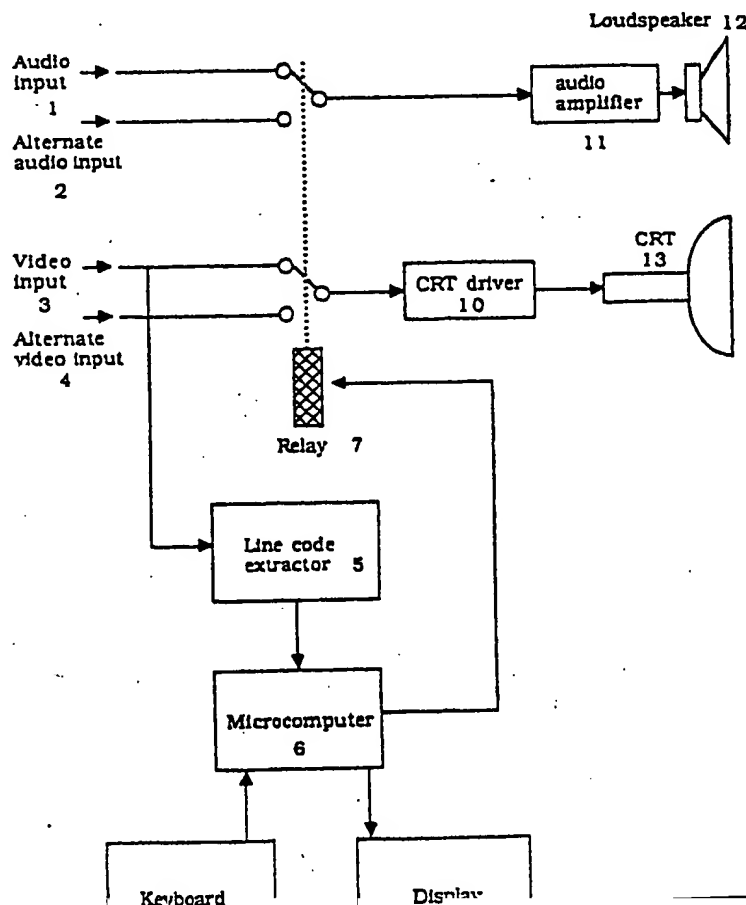 Loudspeaker 12
Audio
input
1
audio
amplifier
11
Alternate
audio input
2
Video
input
3
CRT
13
CRT driver
10
Alternate
video input
4
Relay 7
Line code
extractor 5
Microcomputer
6
Keyboard
Display